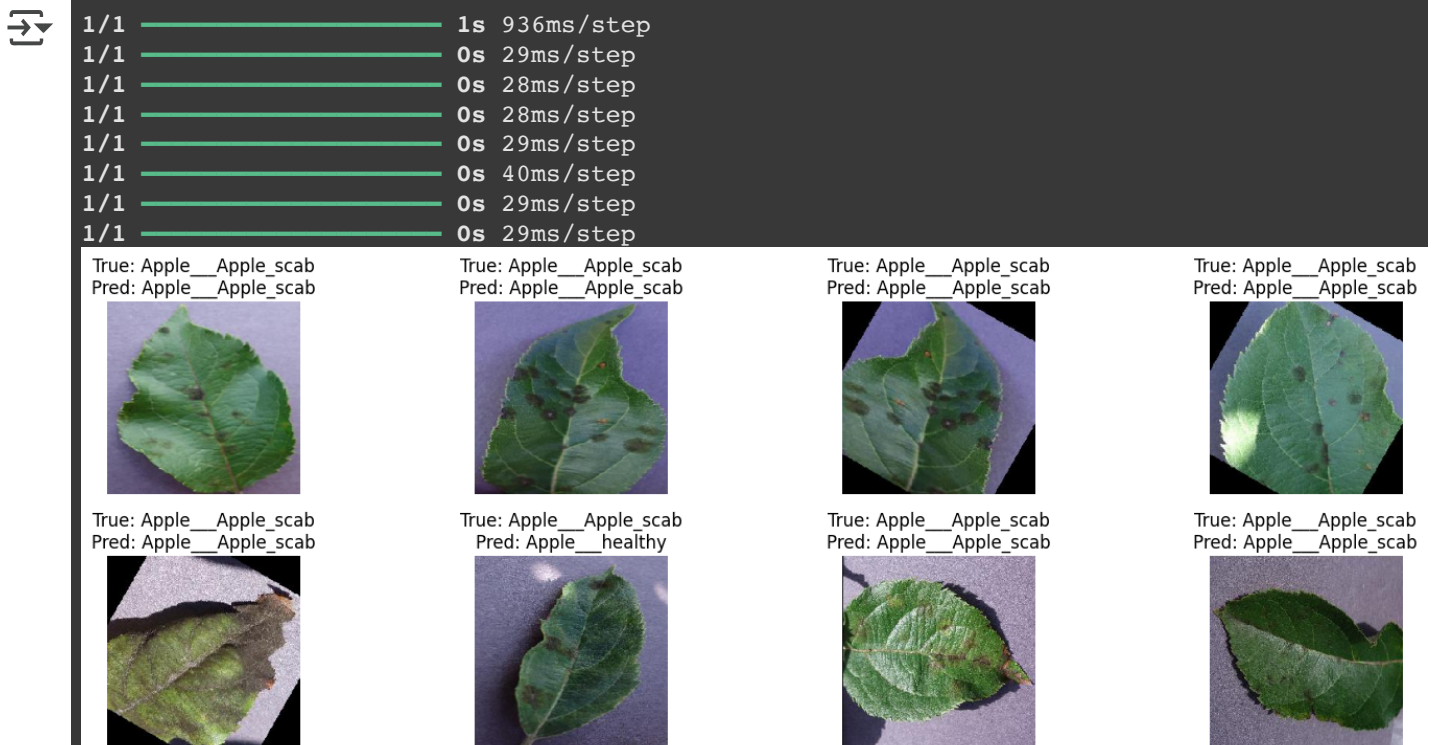 1/1 ━━━━━━━━━━━━━━━━━━━━ 1s 936ms/step
1/1 ━━━━━━━━━━━━━━━━━━━━ 0s 29ms/step
1/1 ━━━━━━━━━━━━━━━━━━━━ 0s 28ms/step
1/1 ━━━━━━━━━━━━━━━━━━━━ 0s 28ms/step
1/1 ━━━━━━━━━━━━━━━━━━━━ 0s 29ms/step
1/1 ━━━━━━━━━━━━━━━━━━━━ 0s 40ms/step
1/1 ━━━━━━━━━━━━━━━━━━━━ 0s 29ms/step
1/1 ━━━━━━━━━━━━━━━━━━━━ 0s 29ms/step
True: Apple___Apple_scab True: Apple___Apple_scab True: Apple___Apple_scab True: Apple___Apple_scab
Pred: Apple___Apple_scab Pred: Apple___Apple_scab Pred: Apple___Apple_scab Pred: Apple___Apple_scab
True: Apple___Apple_scab True: Apple___Apple_scab True: Apple___Apple_scab True: Apple___Apple_scab
Pred: Apple___Apple_scab Pred: Apple___healthy Pred: Apple___Apple_scab Pred: Apple___Apple_scab